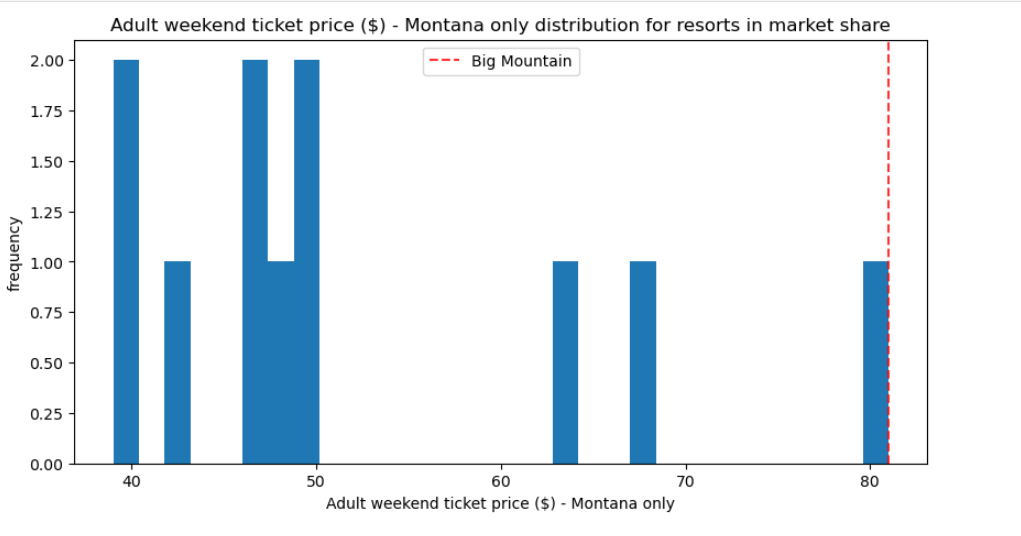 Adult weekend ticket price ($) - Montana only distribution for resorts in market share
Big Mountain
2.00
1.75
1.50
1.25
1.00
0.75
0.50
0.25
0.00
frequency
40 50 60 70 80
Adult weekend ticket price ($) - Montana only